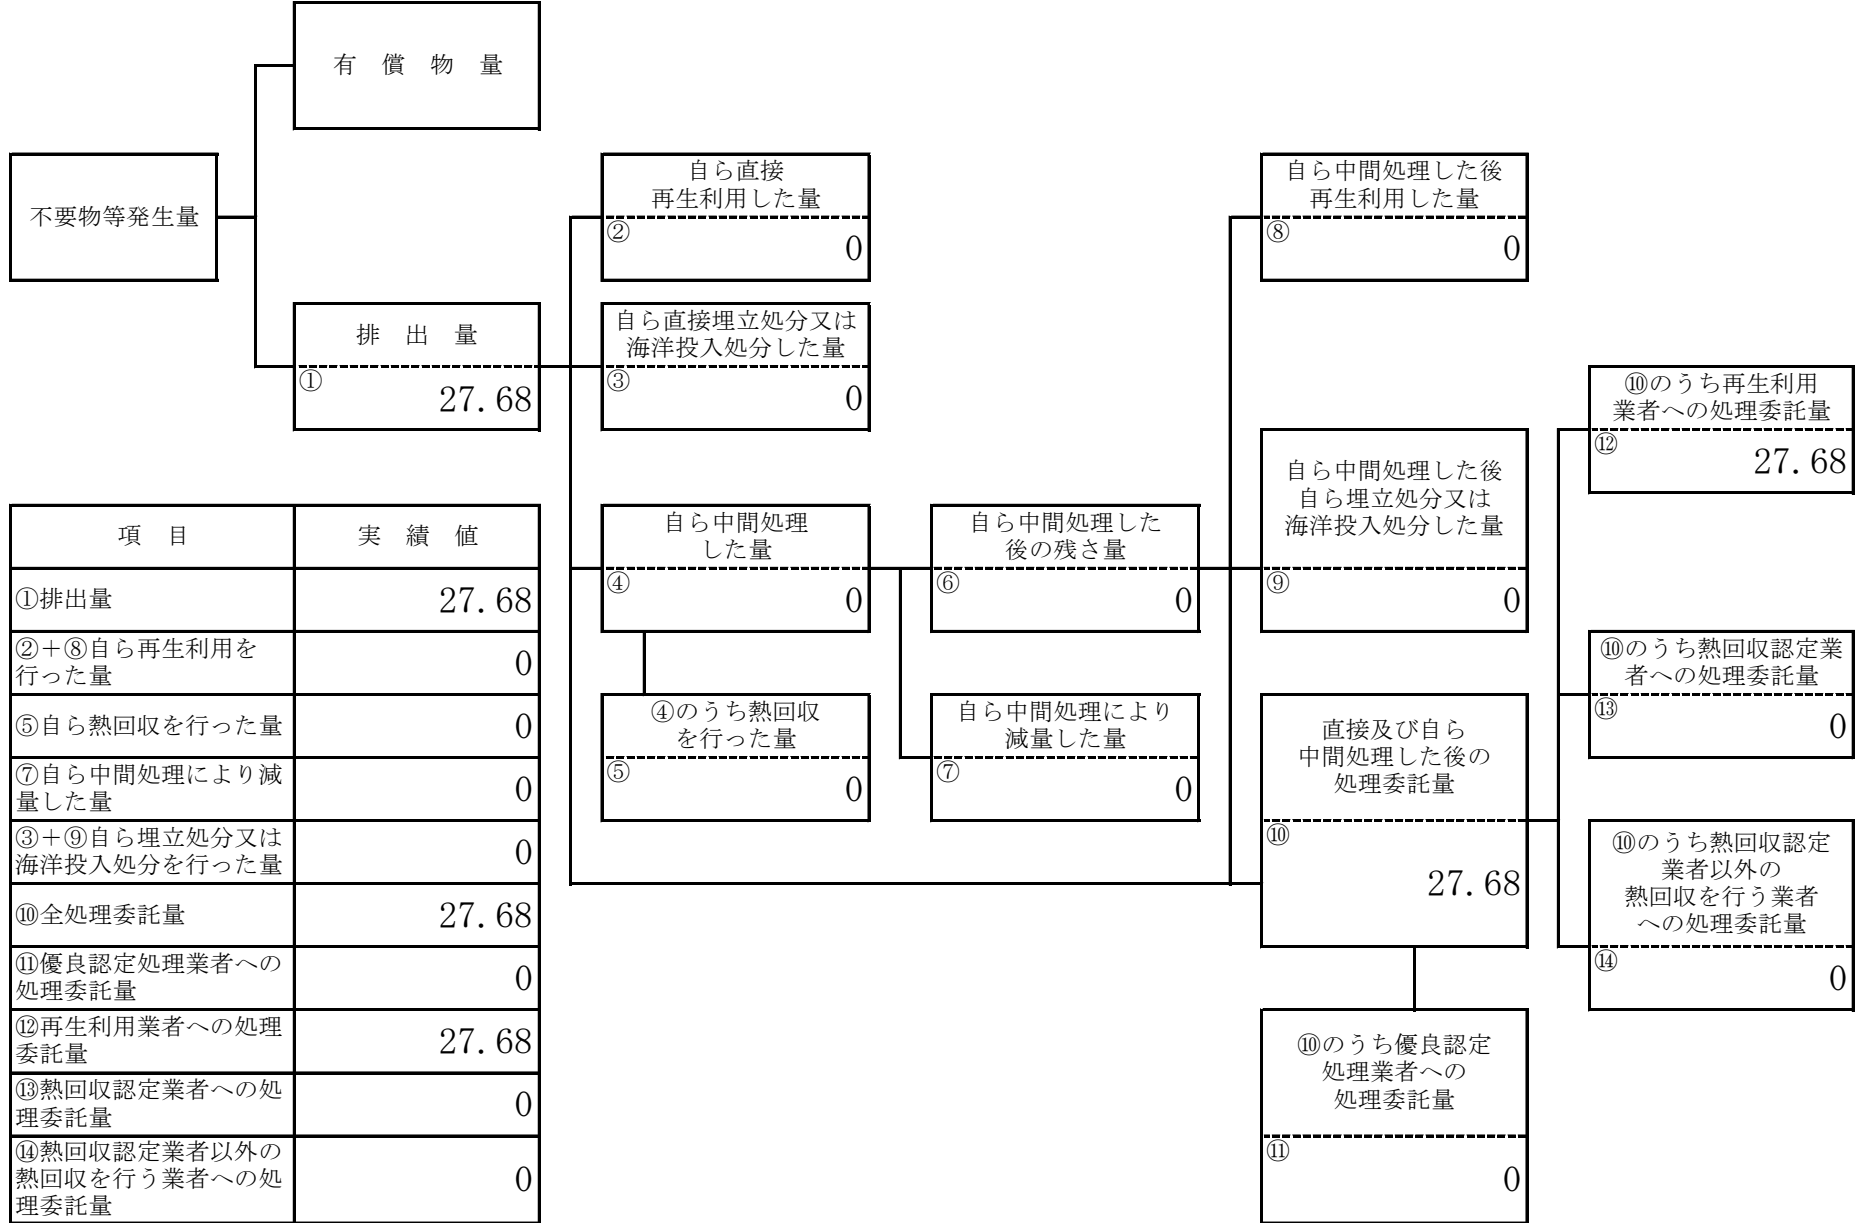 有　償　物　量
不要物等発生量
自ら直接
再生利用した量
②
0
自ら中間処理した後
再生利用した量
⑧
0
排　出　量
①
27.68
自ら直接埋立処分又は
海洋投入処分した量
③
0
⑩のうち再生利用
業者への処理委託量
⑫
27.68
自ら中間処理した後
自ら埋立処分又は
海洋投入処分した量
⑨
0
自ら中間処理
した量
④
0
自ら中間処理した
後の残さ量
⑥
0
⑩のうち熱回収認定業
者への処理委託量
⑬
0
④のうち熱回収
を行った量
⑤
0
自ら中間処理により
減量した量
⑦
0
直接及び自ら
中間処理した後の
処理委託量
⑩
27.68
⑩のうち熱回収認定
業者以外の
熱回収を行う業者
への処理委託量
⑭
0
⑩のうち優良認定
処理業者への
処理委託量
⑪
0
項　目　実　績　値
①排出量　27.68
②＋⑧自ら再生利用を
行った量　0
⑤自ら熱回収を行った量　0
⑦自ら中間処理により減
量した量　0
③＋⑨自ら埋立処分又は
海洋投入処分を行った量　0
⑩全処理委託量　27.68
⑪優良認定処理業者への
処理委託量　0
⑫再生利用業者への処理
委託量　27.68
⑬熱回収認定業者への処
理委託量　0
⑭熱回収認定業者以外の
熱回収を行う業者への処
理委託量　0